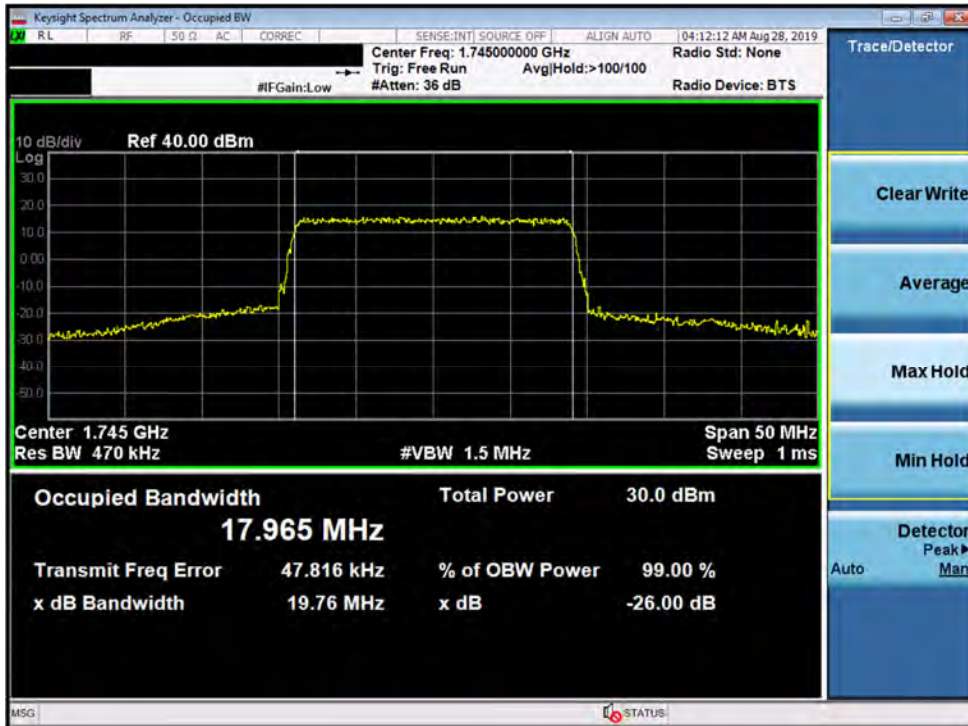 Keysight Spectrum Analyzer - Occupied BW
LXI RL RF 50 Ω AC CORREC SENSE:INT SOURCE OFF ALIGN AUTO 04:12:12 AM Aug 28, 2019
Center Freq: 1.745000000 GHz Radio Std: None
Trig: Free Run Avg|Hold:>100/100
#IFGain:Low #Atten: 36 dB Radio Device: BTS
Trace/Detector
10 dB/div Ref 40.00 dBm
Log
30.0
20.0
10.0
0.00
-10.0
-20.0
-30.0
-40.0
-50.0
Center 1.745 GHz Span 50 MHz
Res BW 470 kHz #VBW 1.5 MHz Sweep 1 ms
Occupied Bandwidth Total Power 30.0 dBm
17.965 MHz
Transmit Freq Error 47.816 kHz % of OBW Power 99.00 %
x dB Bandwidth 19.76 MHz x dB -26.00 dB
Clear Write
Average
Max Hold
Min Hold
Detector
Peak▶
Auto Man
MSG STATUS